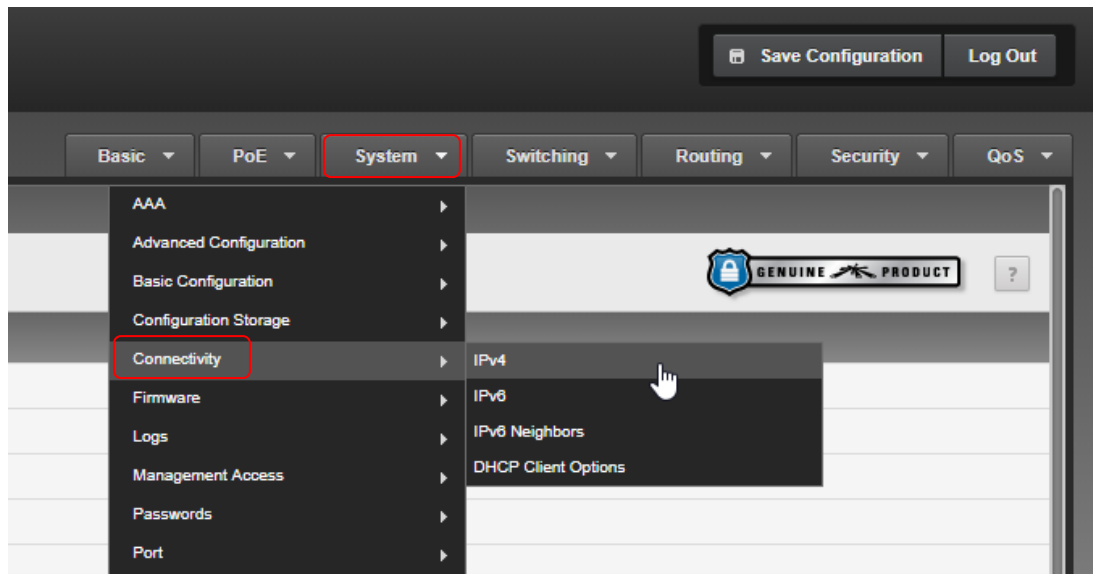 Save Configuration Log Out
Basic PoE System Switching Routing Security QoS
AAA
Advanced Configuration
GENUINE PRODUCT ?
Basic Configuration
Configuration Storage
Connectivity
IPv4
Firmware
IPv6
Logs
IPv6 Neighbors
Management Access
DHCP Client Options
Passwords
Port